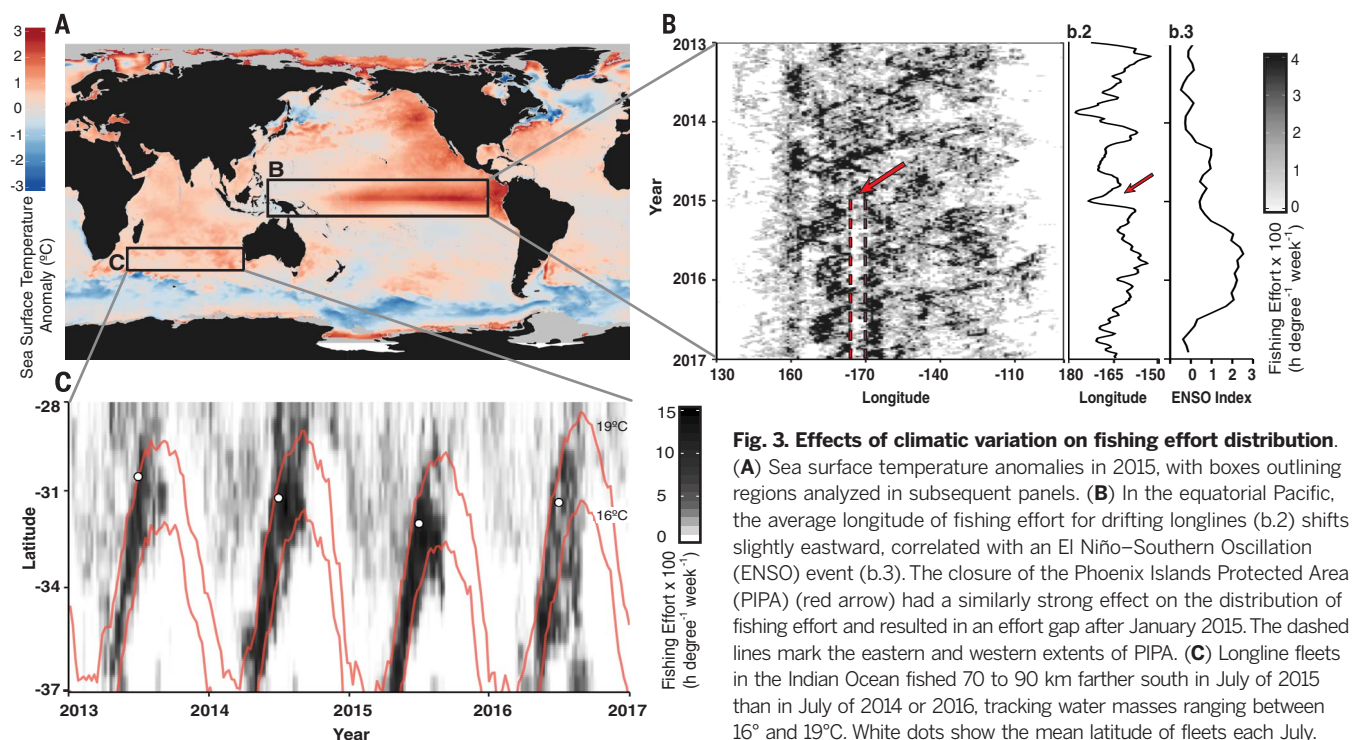 A
3
2
1
0
-1
-2
-3
Sea Surface Temperature
Anomaly (ºC)
B
C
B
b.2
b.3
2013
2014
2015
2016
2017
Year
130
160
-170
-140
-110
Longitude
180
-165
-150
Longitude
0
1
2
3
ENSO Index
4
3
2
1
0
Fishing Effort x 100
(h degree⁻¹ week⁻¹)
C
-28
-31
-34
-37
Latitude
19ºC
16ºC
2013
2014
2015
2016
2017
Year
15
10
5
0
Fishing Effort x 100
(h degree⁻¹ week⁻¹)
Fig. 3. Effects of climatic variation on fishing effort distribution.
(A) Sea surface temperature anomalies in 2015, with boxes outlining
regions analyzed in subsequent panels. (B) In the equatorial Pacific,
the average longitude of fishing effort for drifting longlines (b.2) shifts
slightly eastward, correlated with an El Niño–Southern Oscillation
(ENSO) event (b.3). The closure of the Phoenix Islands Protected Area
(PIPA) (red arrow) had a similarly strong effect on the distribution of
fishing effort and resulted in an effort gap after January 2015. The dashed
lines mark the eastern and western extents of PIPA. (C) Longline fleets
in the Indian Ocean fished 70 to 90 km farther south in July of 2015
than in July of 2014 or 2016, tracking water masses ranging between
16° and 19°C. White dots show the mean latitude of fleets each July.